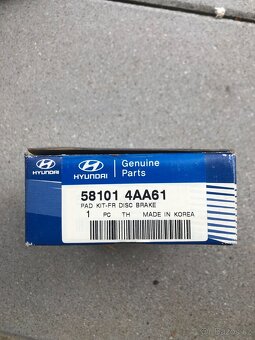 HYUNDAI
HYUNDAI
Genuine
Parts
58101 4AA61
PAD KIT-FR DISC BRAKE
1 PC TH MADE IN KOREA